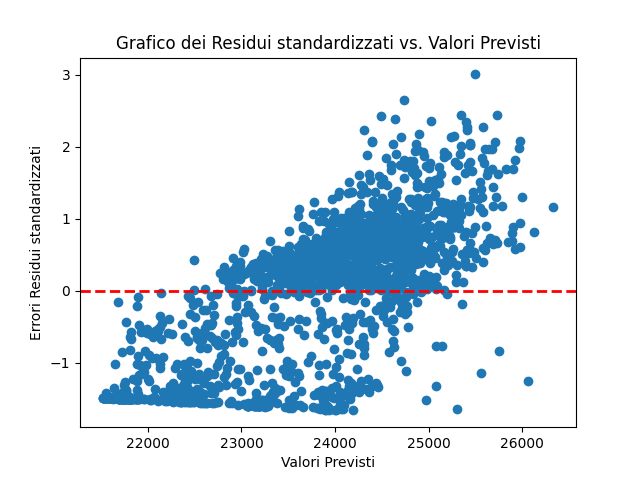 Grafico dei Residui standardizzati vs. Valori Previsti
3
2
1
0
−1
Errori Residui standardizzati
22000 23000 24000 25000 26000
Valori Previsti